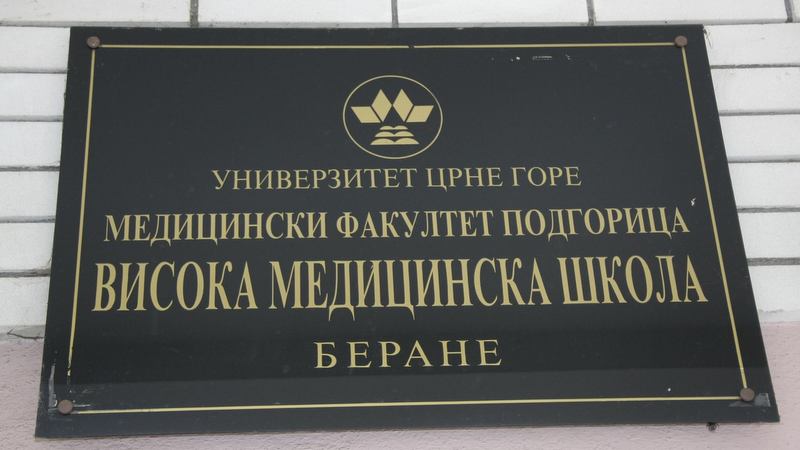 УНИВЕРЗИТЕТ ЦРНЕ ГОРЕ
МЕДИЦИНСКИ ФАКУЛТЕТ ПОДГОРИЦА
ВИСОКА МЕДИЦИНСКА ШКОЛА
БЕРАНЕ